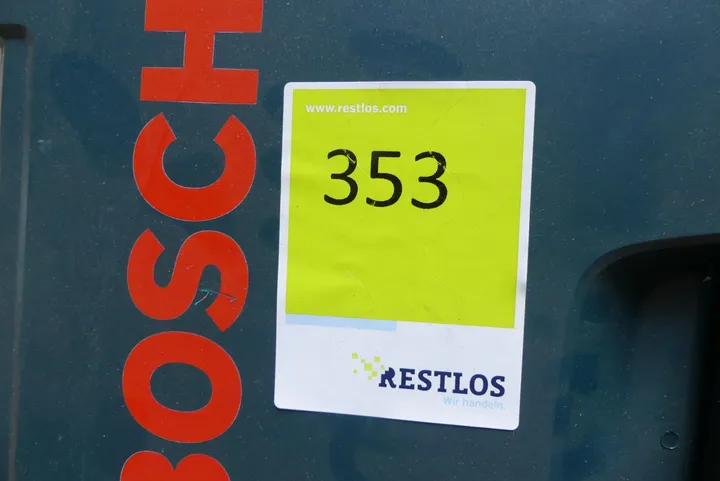 BOSCH
www.restlos.com
353
RESTLOS
Wir handeln.